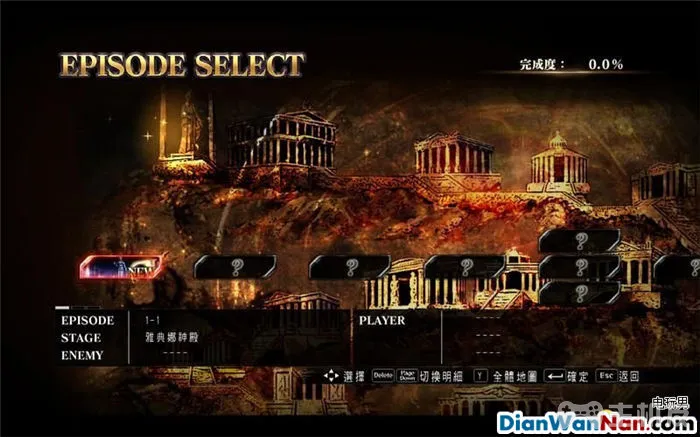 EPISODE SELECT
完成度： 0.0%
NEW
?
?
?
?
?
?
?
EPISODE 1-1
STAGE 雅典娜神殿
ENEMY ----
PLAYER ----
----
選擇 Delete Page Down 切換明細 Y 全體地圖 確定 Esc 返回
电玩男
DianWanNan.com